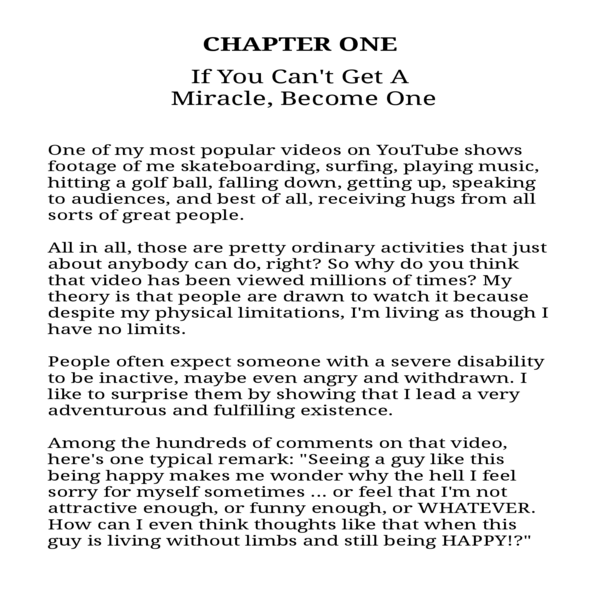 CHAPTER ONE
If You Can't Get A
Miracle, Become One
One of my most popular videos on YouTube shows
footage of me skateboarding, surfing, playing music,
hitting a golf ball, falling down, getting up, speaking
to audiences, and best of all, receiving hugs from all
sorts of great people.
All in all, those are pretty ordinary activities that just
about anybody can do, right? So why do you think
that video has been viewed millions of times? My
theory is that people are drawn to watch it because
despite my physical limitations, I'm living as though I
have no limits.
People often expect someone with a severe disability
to be inactive, maybe even angry and withdrawn. I
like to surprise them by showing that I lead a very
adventurous and fulfilling existence.
Among the hundreds of comments on that video,
here's one typical remark: "Seeing a guy like this
being happy makes me wonder why the hell I feel
sorry for myself sometimes ... or feel that I'm not
attractive enough, or funny enough, or WHATEVER.
How can I even think thoughts like that when this
guy is living without limbs and still being HAPPY!?"